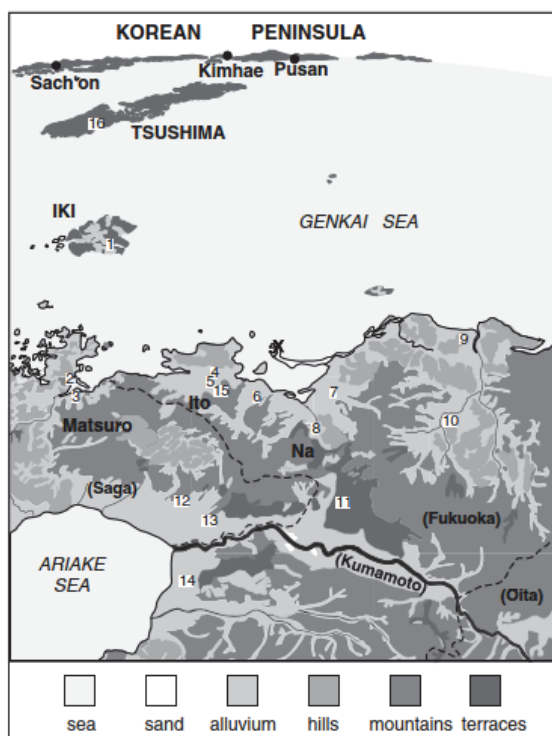 KOREAN PENINSULA
Sach'on
Kimhae
Pusan
16
TSUSHIMA
IKI
1
GENKAI SEA
9
2
3
4
5
15
Ito
6
7
8
10
Matsuro
Na
(Saga)
12
13
11
(Fukuoka)
ARIAKE
SEA
14
(Kumamoto)
(Ōita)
sea
sand
alluvium
hills
mountains
terraces